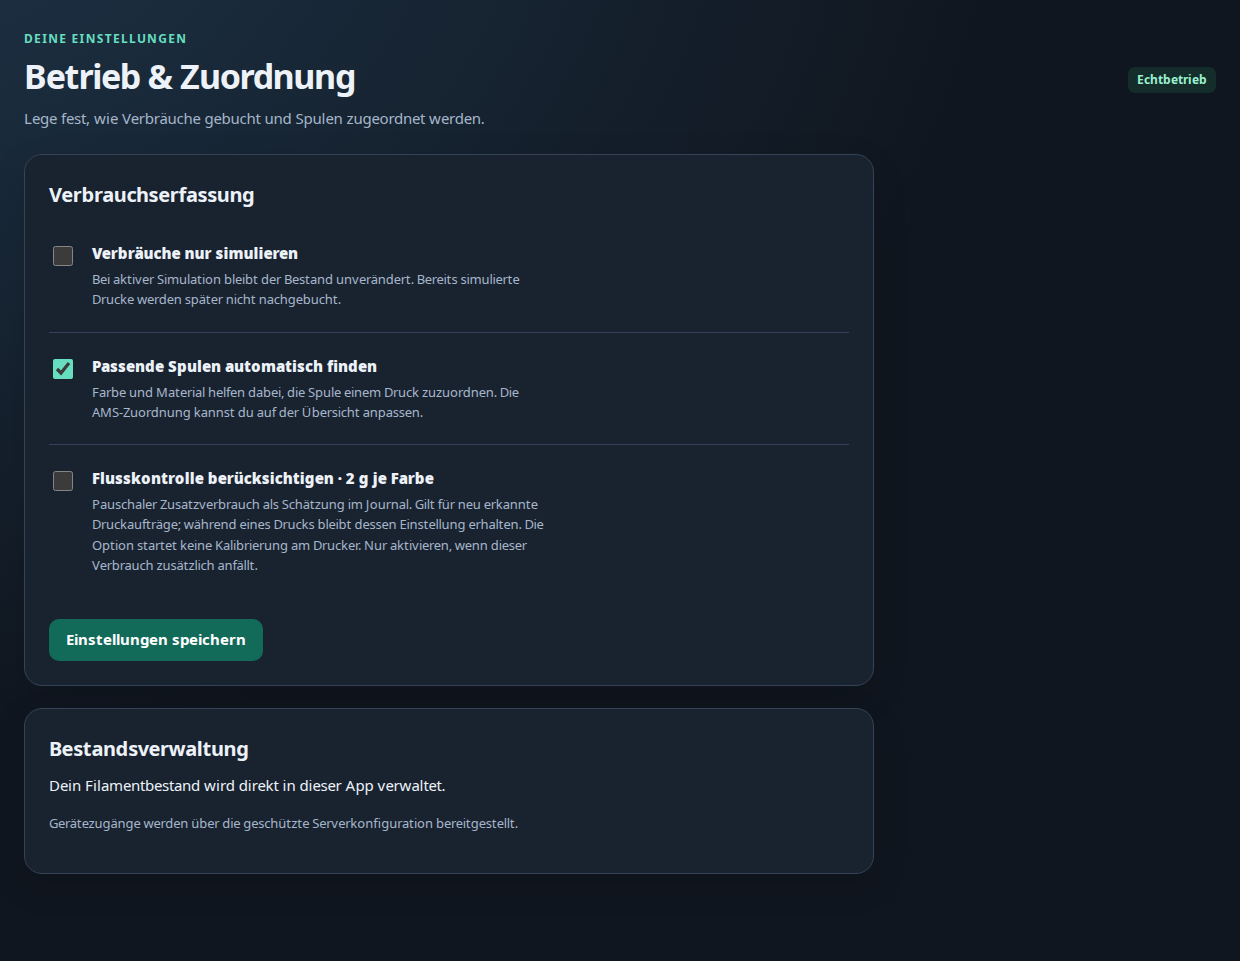 DEINE EINSTELLUNGEN
Betrieb & Zuordnung
Echtbetrieb
Lege fest, wie Verbräuche gebucht und Spulen zugeordnet werden.
Verbrauchserfassung
Verbräuche nur simulieren
Bei aktiver Simulation bleibt der Bestand unverändert. Bereits simulierte
Drucke werden später nicht nachgebucht.
Passende Spulen automatisch finden
Farbe und Material helfen dabei, die Spule einem Druck zuzuordnen. Die
AMS-Zuordnung kannst du auf der Übersicht anpassen.
Flusskontrolle berücksichtigen · 2 g je Farbe
Pauschaler Zusatzverbrauch als Schätzung im Journal. Gilt für neu erkannte
Druckaufträge; während eines Drucks bleibt dessen Einstellung erhalten. Die
Option startet keine Kalibrierung am Drucker. Nur aktivieren, wenn dieser
Verbrauch zusätzlich anfällt.
Einstellungen speichern
Bestandsverwaltung
Dein Filamentbestand wird direkt in dieser App verwaltet.
Gerätezugänge werden über die geschützte Serverkonfiguration bereitgestellt.